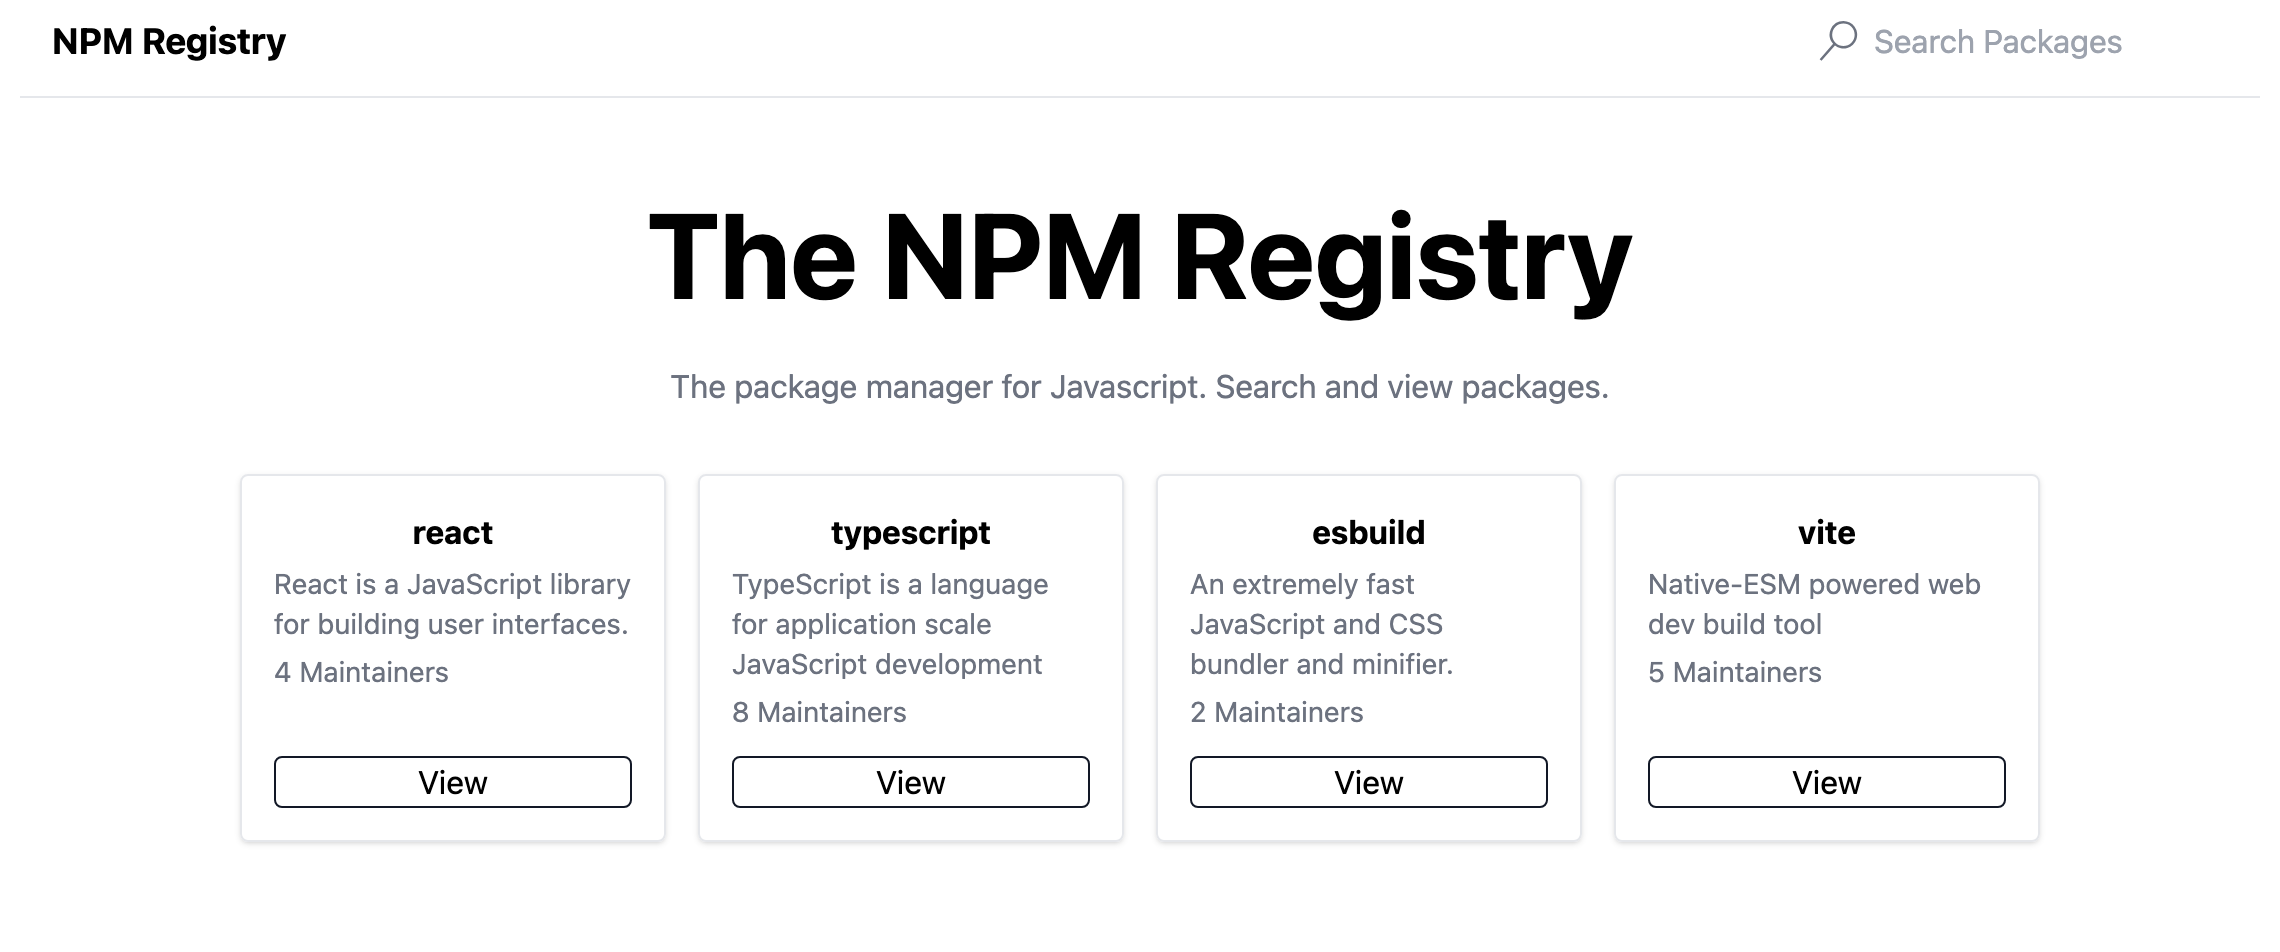 NPM Registry
Search Packages
The NPM Registry
The package manager for Javascript. Search and view packages.
react
React is a JavaScript library
for building user interfaces.
4 Maintainers
View
typescript
TypeScript is a language
for application scale
JavaScript development
8 Maintainers
View
esbuild
An extremely fast
JavaScript and CSS
bundler and minifier.
2 Maintainers
View
vite
Native-ESM powered web
dev build tool
5 Maintainers
View